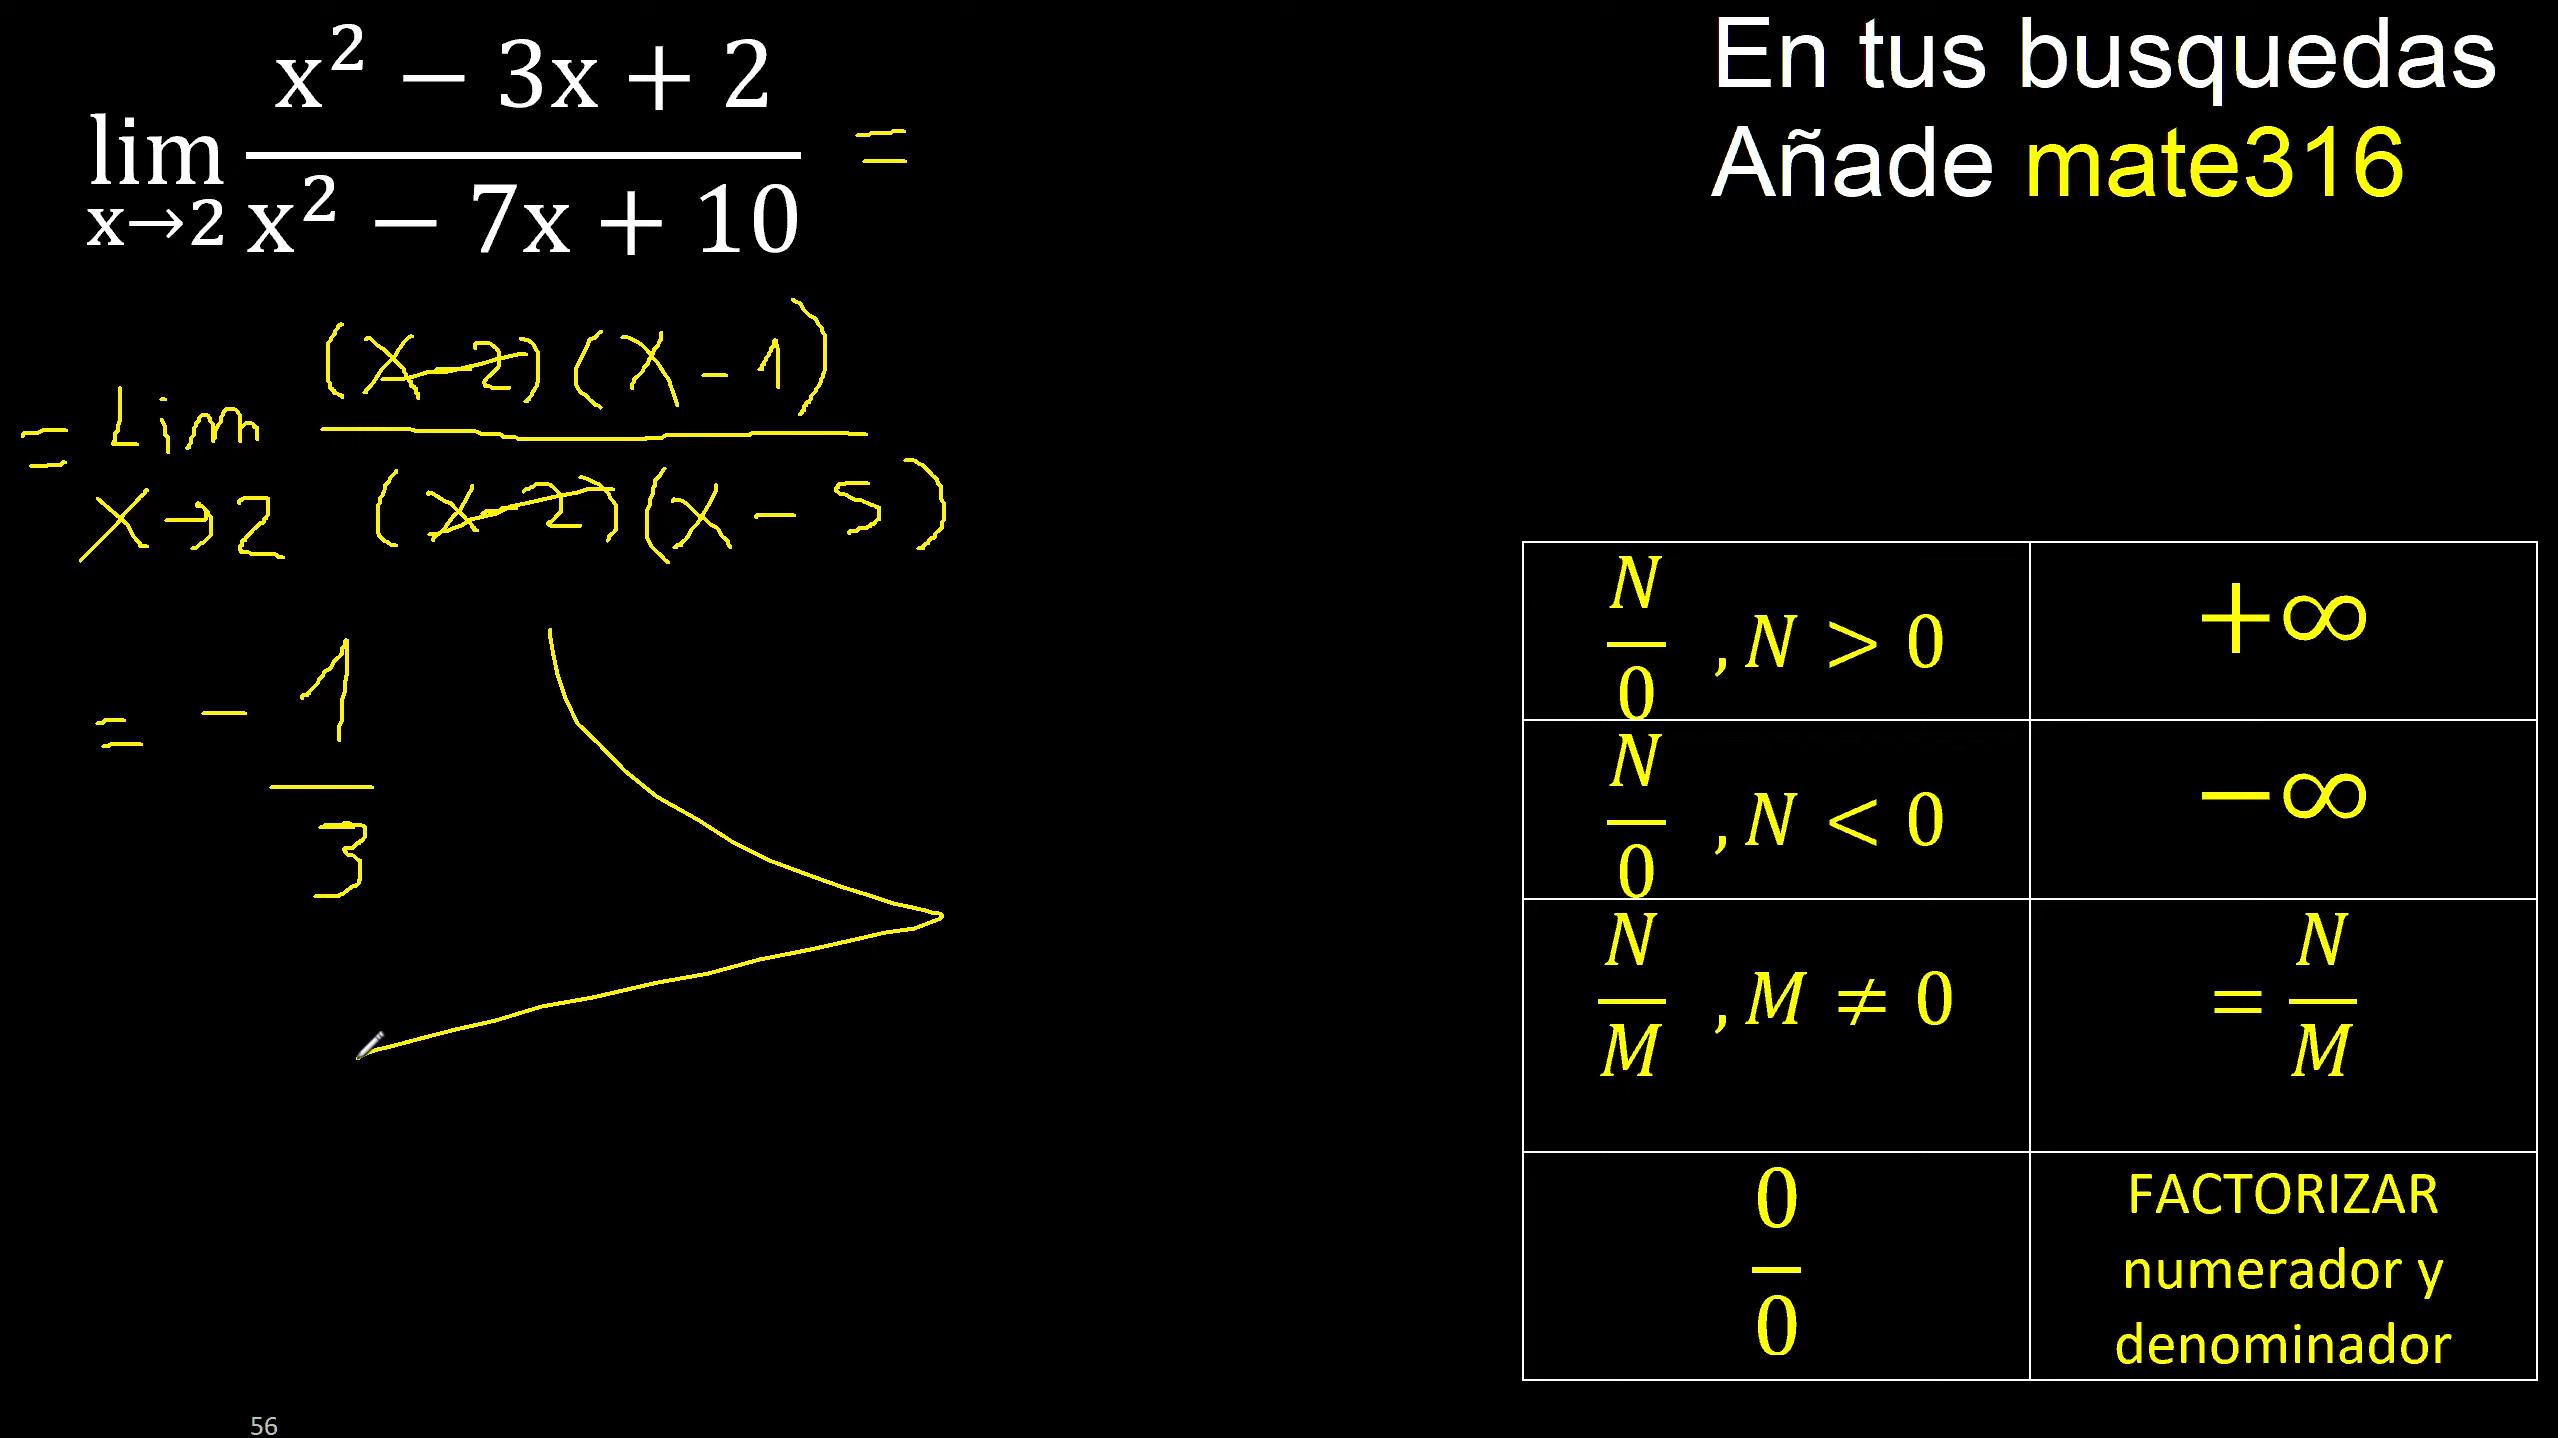 lim x→2 (x² − 3x + 2)/(x² − 7x + 10) =
= Lim x→2 ((x-2)(x-1))/((x-2)(x-5))
= - 1/3
En tus busquedas
Añade mate316
N/0 , N > 0 +∞
N/0 , N < 0 −∞
N/M , M ≠ 0 = N/M
0/0 FACTORIZAR
numerador y
denominador
56